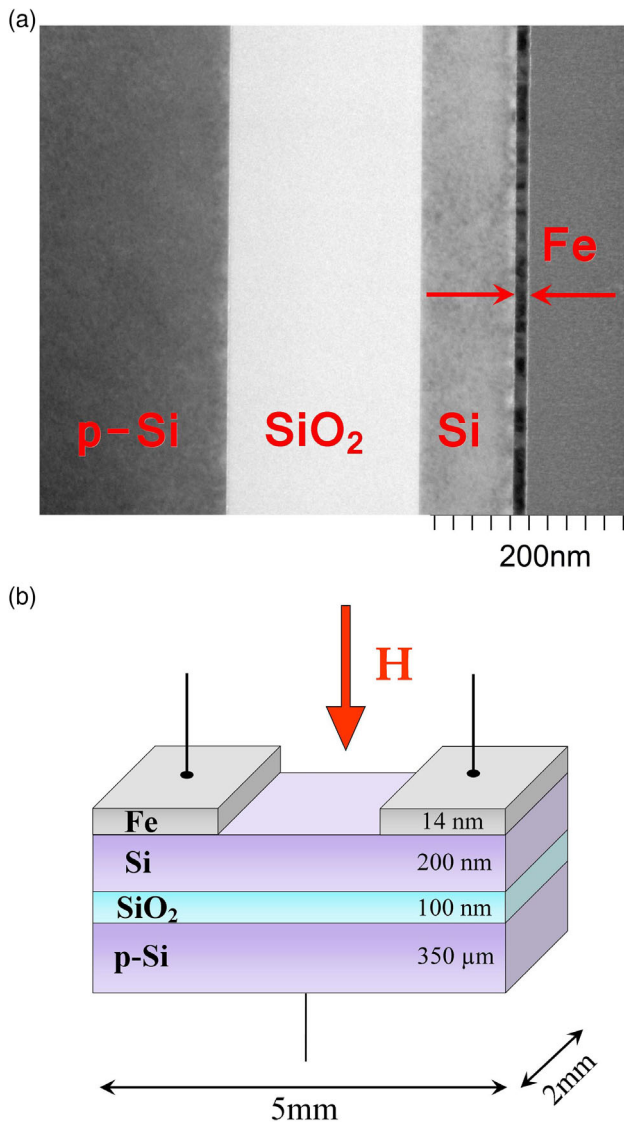 (a)
Fe
p-Si SiO₂ Si
200nm
(b)
H
Fe 14 nm
Si 200 nm
SiO₂ 100 nm
p-Si 350 µm
5mm
2mm